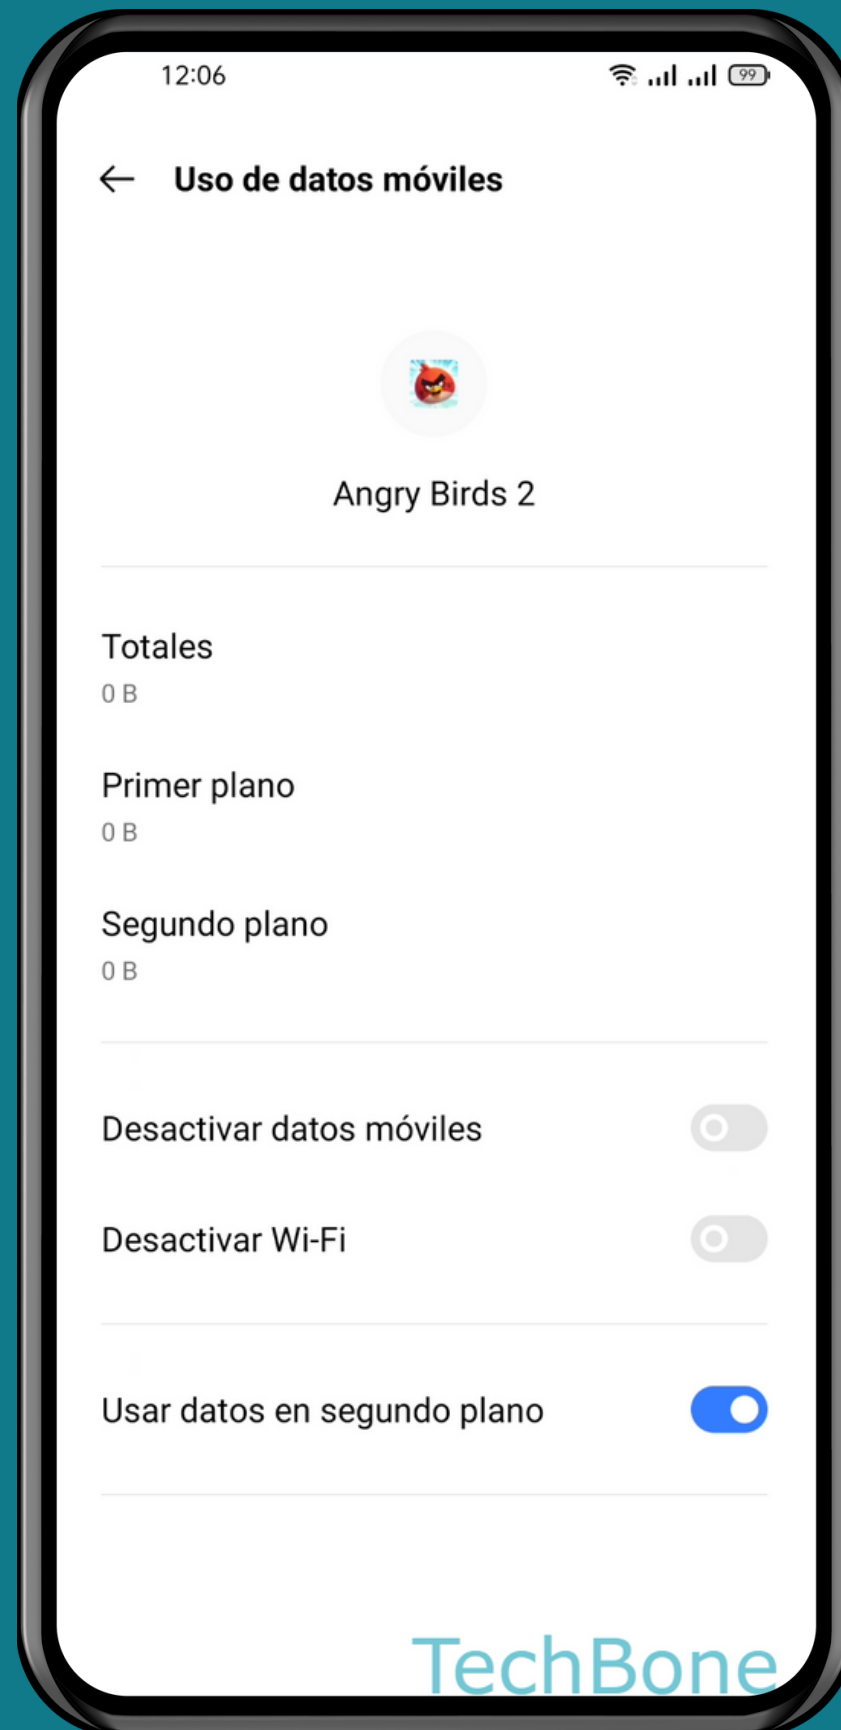 12:06
99
Uso de datos móviles
Angry Birds 2
Totales
0 B
Primer plano
0 B
Segundo plano
0 B
Desactivar datos móviles
Desactivar Wi-Fi
Usar datos en segundo plano
TechBone